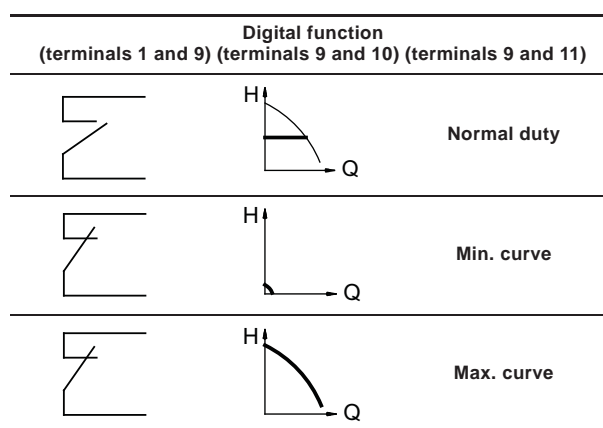 Digital function
(terminals 1 and 9) (terminals 9 and 10) (terminals 9 and 11)
H
Q
Normal duty
H
Q
Min. curve
H
Q
Max. curve